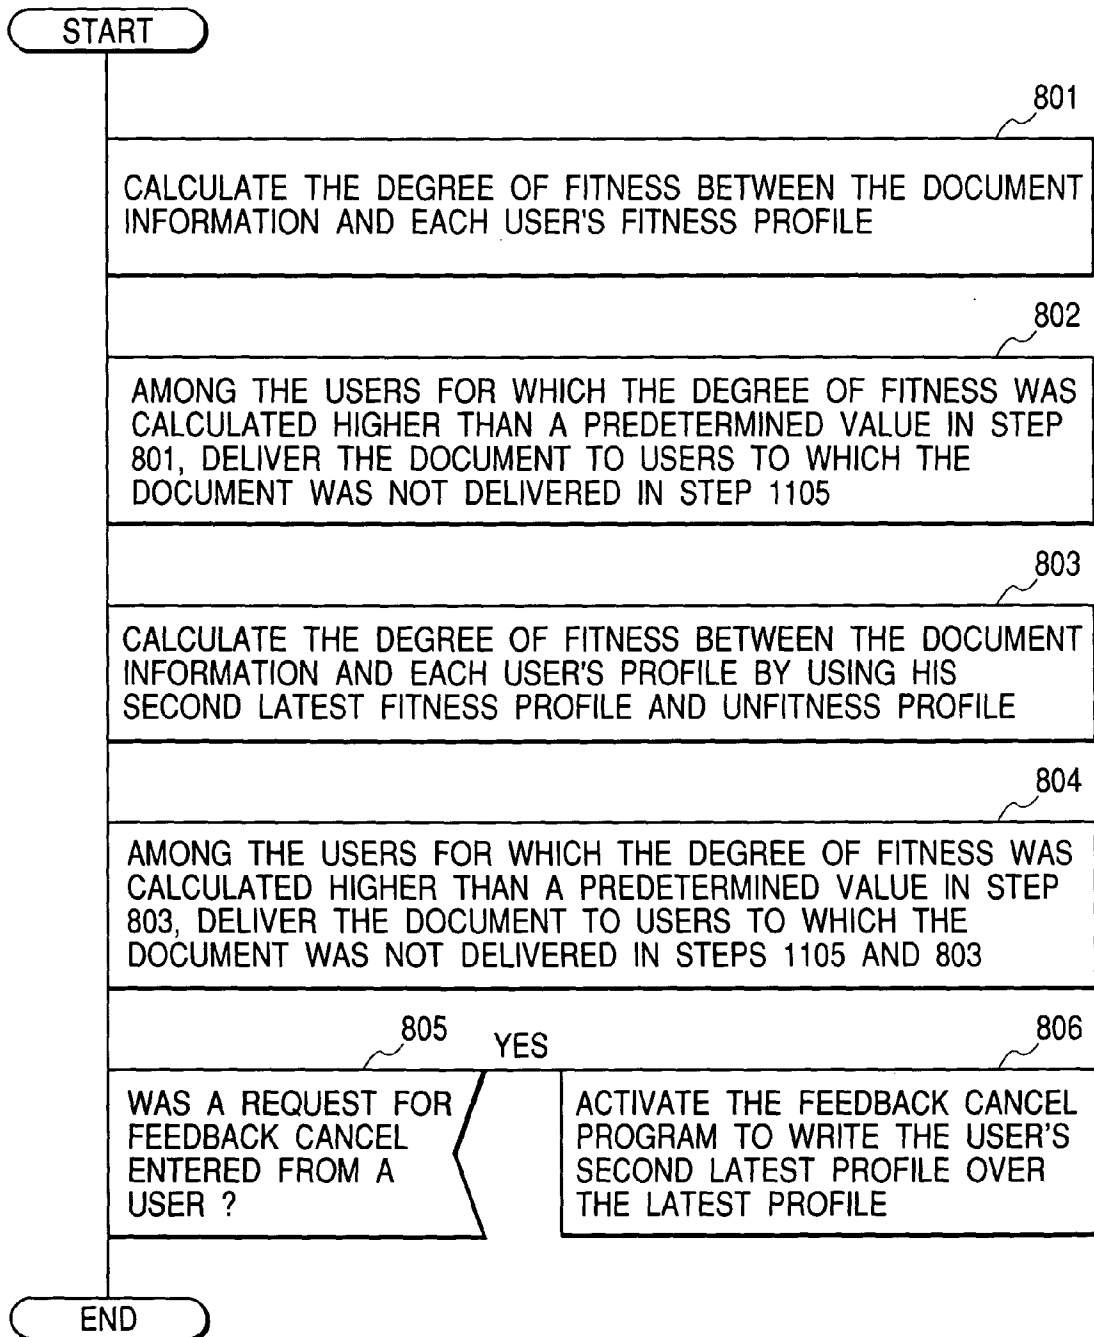 START
801
CALCULATE THE DEGREE OF FITNESS BETWEEN THE DOCUMENT
INFORMATION AND EACH USER'S FITNESS PROFILE
802
AMONG THE USERS FOR WHICH THE DEGREE OF FITNESS WAS
CALCULATED HIGHER THAN A PREDETERMINED VALUE IN STEP
801, DELIVER THE DOCUMENT TO USERS TO WHICH THE
DOCUMENT WAS NOT DELIVERED IN STEP 1105
803
CALCULATE THE DEGREE OF FITNESS BETWEEN THE DOCUMENT
INFORMATION AND EACH USER'S PROFILE BY USING HIS
SECOND LATEST FITNESS PROFILE AND UNFITNESS PROFILE
804
AMONG THE USERS FOR WHICH THE DEGREE OF FITNESS WAS
CALCULATED HIGHER THAN A PREDETERMINED VALUE IN STEP
803, DELIVER THE DOCUMENT TO USERS TO WHICH THE
DOCUMENT WAS NOT DELIVERED IN STEPS 1105 AND 803
805
WAS A REQUEST FOR
FEEDBACK CANCEL
ENTERED FROM A
USER ?
YES
806
ACTIVATE THE FEEDBACK CANCEL
PROGRAM TO WRITE THE USER'S
SECOND LATEST PROFILE OVER
THE LATEST PROFILE
END